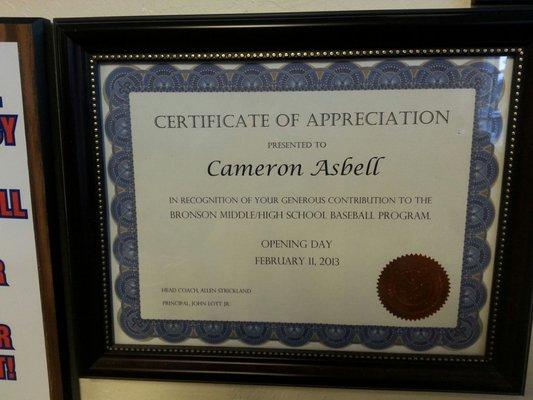 CERTIFICATE OF APPRECIATION
PRESENTED TO
Cameron Asbell
IN RECOGNITION OF YOUR GENEROUS CONTRIBUTION TO THE
BRONSON MIDDLE/HIGH SCHOOL BASEBALL PROGRAM.
OPENING DAY
FEBRUARY 11, 2013
HEAD COACH, ALLEN STRICKLAND
PRINCIPAL, JOHN LOTT JR.